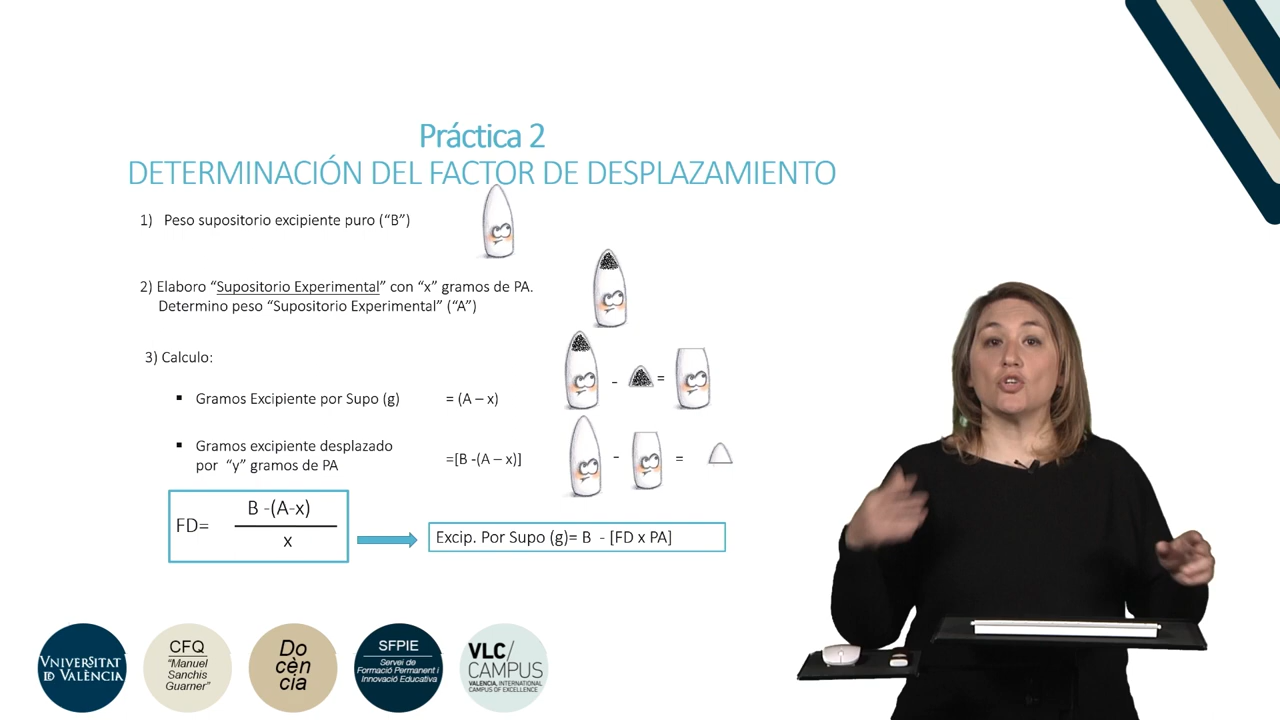 Práctica 2
DETERMINACIÓN DEL FACTOR DE DESPLAZAMIENTO
1) Peso supositorio excipiente puro (“B”)
2) Elaboro “Supositorio Experimental” con “x” gramos de PA.
Determino peso “Supositorio Experimental” (“A”)
3) Calculo:
▪ Gramos Excipiente por Supo (g) = (A – x)
- =
▪ Gramos excipiente desplazado
por “y” gramos de PA =[B -(A – x)]
- =
B -(A-x)
FD=
x
Excip. Por Supo (g)= B - [FD x PA]
VNIVERSITAT
ID VALÈNCIA
CFQ
“Manuel
Sanchis
Guarner”
Do
cèn
cia
SFPIE
Servei de
Formació Permanent i
Innovació Educativa
VLC/
CAMPUS
VALENCIA, INTERNATIONAL
CAMPUS OF EXCELLENCE